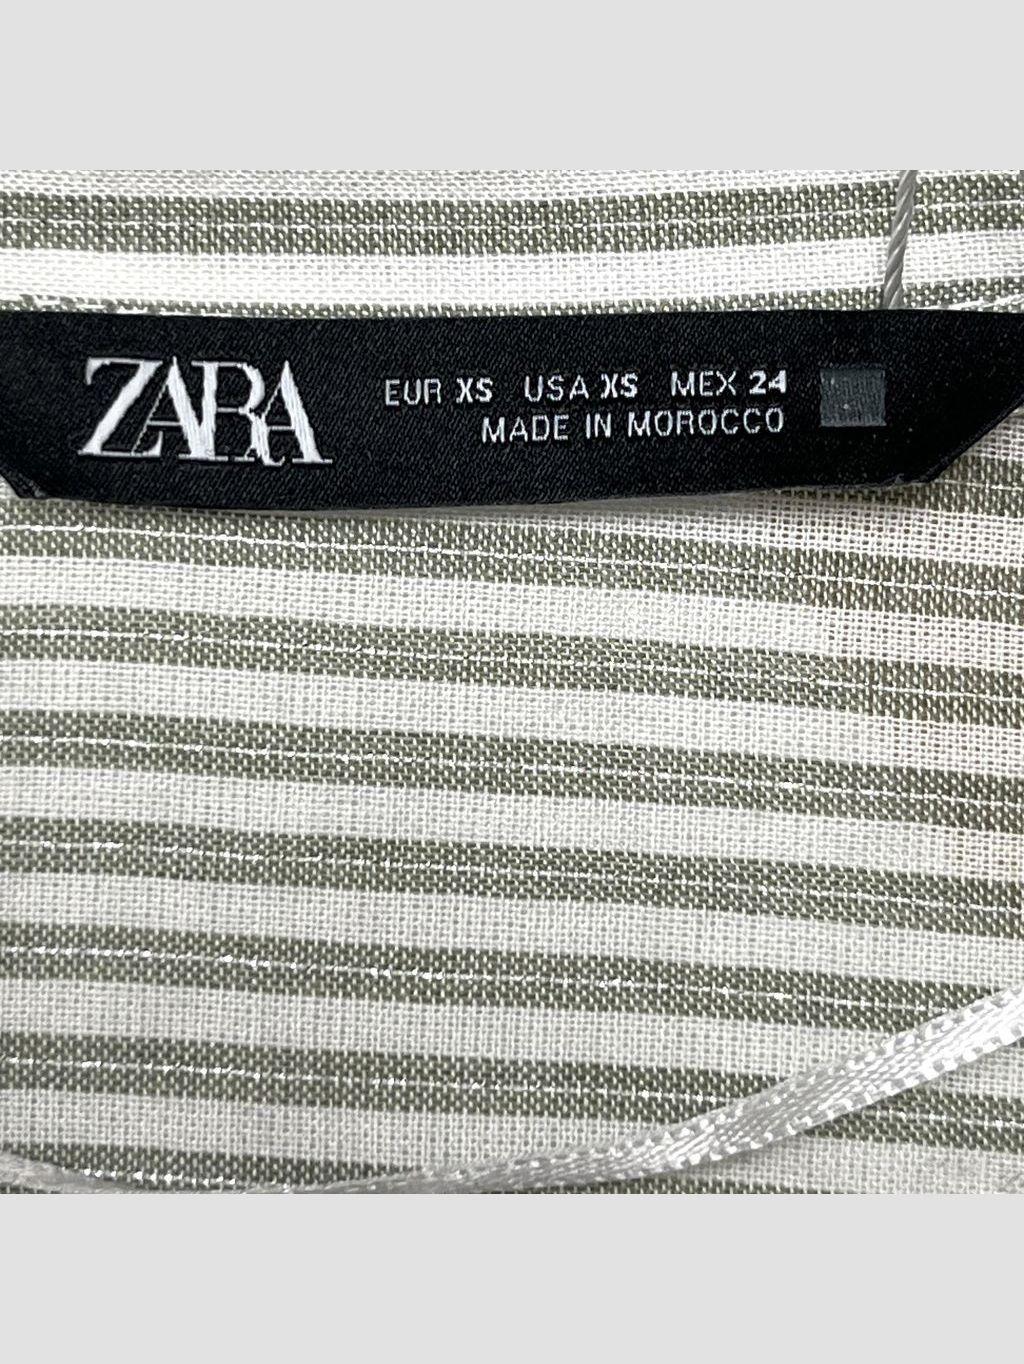 ZARA
EUR XS USA XS MEX 24
MADE IN MOROCCO